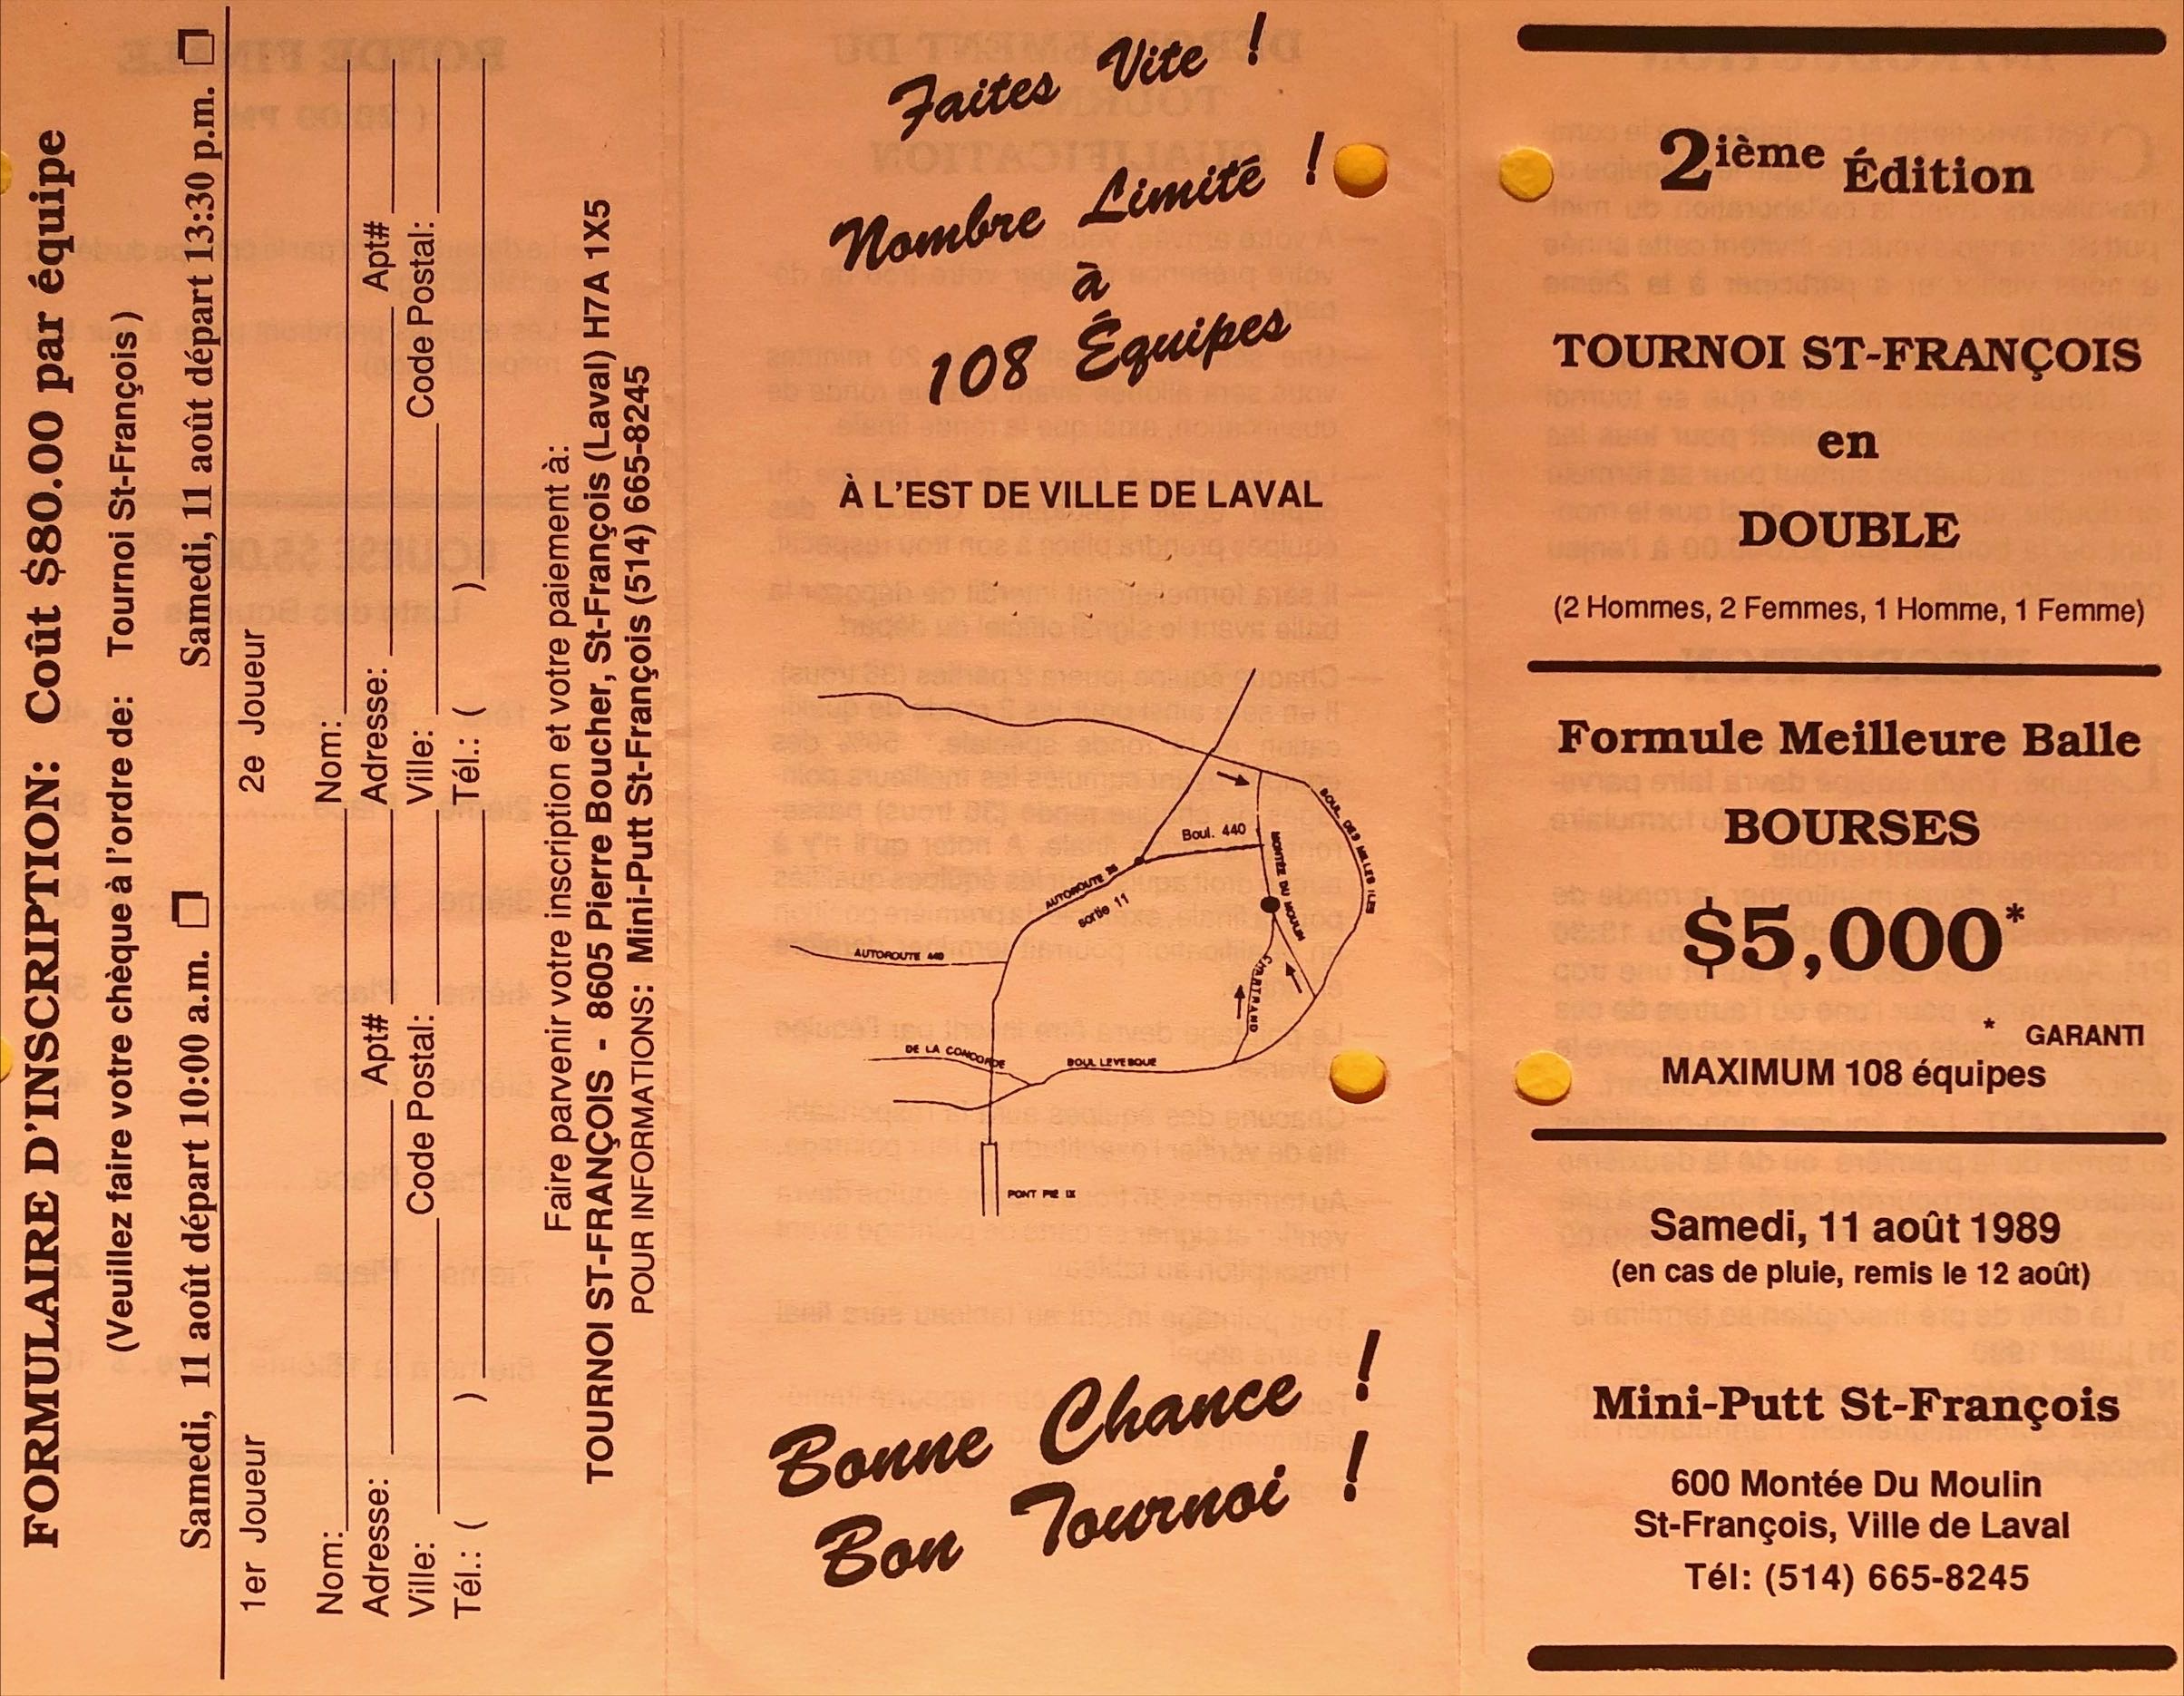 FORMULAIRE D'INSCRIPTION: Coût $80.00 par équipe
(Veuillez faire votre chèque à l'ordre de: Tournoi St-François)
Samedi, 11 août départ 10:00 a.m. Samedi, 11 août départ 13:30 p.m.
1er Joueur 2e Joueur
Nom: Nom:
Adresse: Apt# Adresse: Apt#
Ville: Code Postal: Ville: Code Postal:
Tél.: ( ) Tél.: ( )
Faire parvenir votre inscription et votre paiement à:
TOURNOI ST-FRANÇOIS - 8605 Pierre Boucher, St-François (Laval) H7A 1X5
POUR INFORMATIONS: Mini-Putt St-François (514) 665-8245
Faites Vite !
Nombre Limité !
à
108 Équipes
À L'EST DE VILLE DE LAVAL
BOUL. DES MILLES ILES
Boul. 440
MONTÉE DU MOULIN
AUTOROUTE 25
sortie 11
AUTOROUTE 440
CHARTRAND
DE LA CONCORDE
BOUL LEVESQUE
PONT PIE IX
Bonne Chance !
Bon Tournoi !
2ième Édition
TOURNOI ST-FRANÇOIS
en
DOUBLE
(2 Hommes, 2 Femmes, 1 Homme, 1 Femme)
Formule Meilleure Balle
BOURSES
$5,000*
* GARANTI
MAXIMUM 108 équipes
Samedi, 11 août 1989
(en cas de pluie, remis le 12 août)
Mini-Putt St-François
600 Montée Du Moulin
St-François, Ville de Laval
Tél: (514) 665-8245